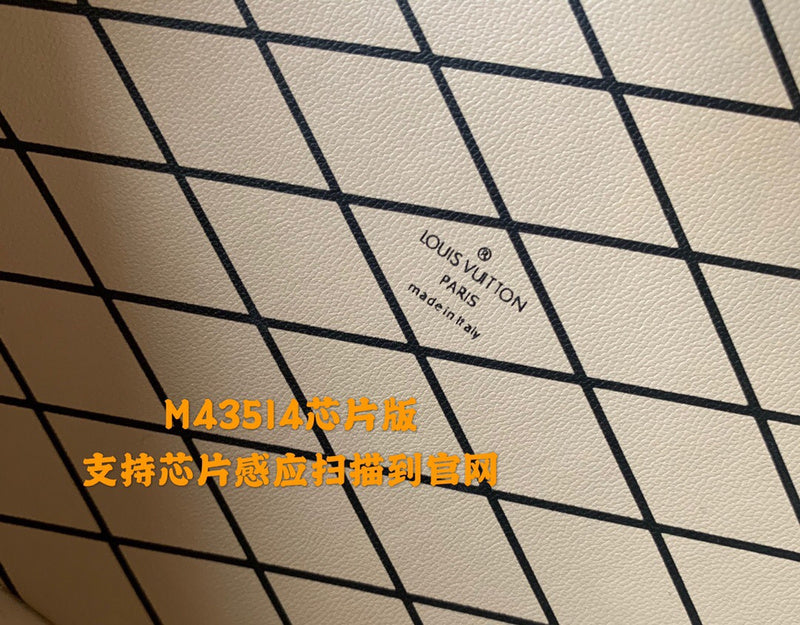 ®
LOUIS VUITTON
PARIS
made in Italy
M43514芯片版
支持芯片感应扫描到官网